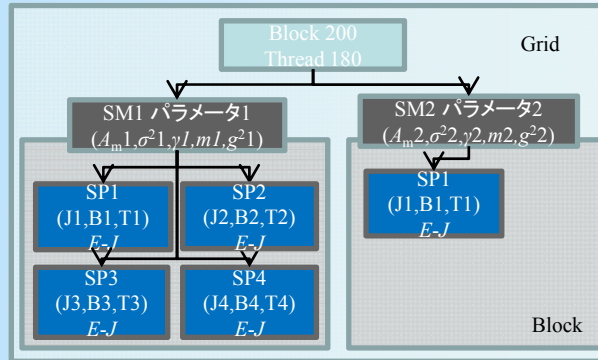 Block 200
Thread 180
Grid
SM1 パラメータ1
(Aₘ1,σ²1,γ1,m1,g²1)
SM2 パラメータ2
(Aₘ2,σ²2,γ2,m2,g²2)
SP1
(J1,B1,T1)
E-J
SP2
(J2,B2,T2)
E-J
SP1
(J1,B1,T1)
E-J
SP3
(J3,B3,T3)
E-J
SP4
(J4,B4,T4)
E-J
Block